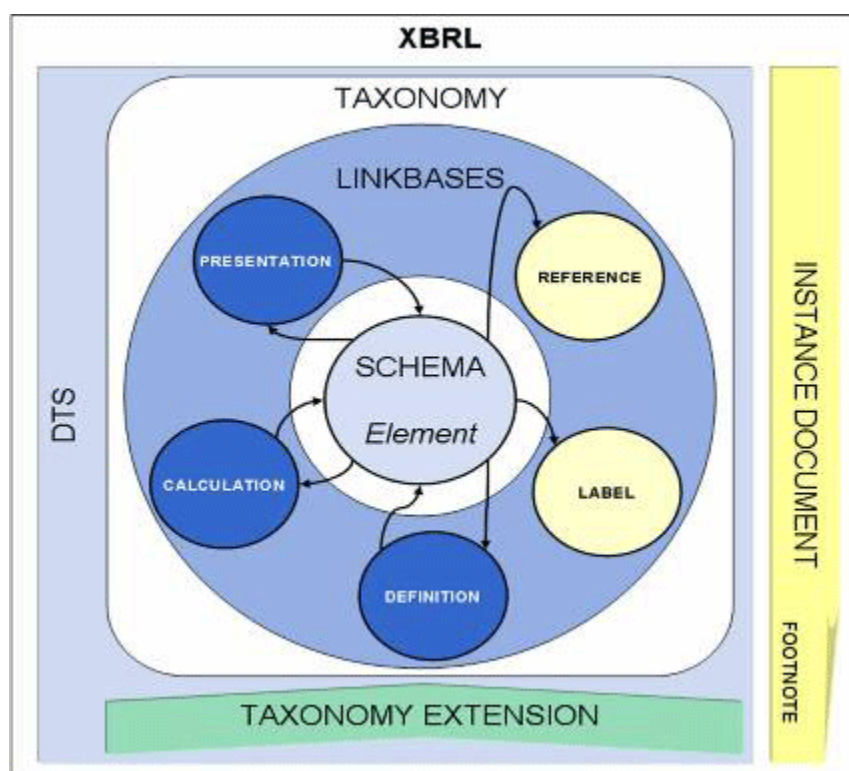 XBRL
TAXONOMY
LINKBASES
PRESENTATION
REFERENCE
SCHEMA
Element
CALCULATION
LABEL
DEFINITION
DTS
INSTANCE DOCUMENT
FOOTNOTE
TAXONOMY EXTENSION